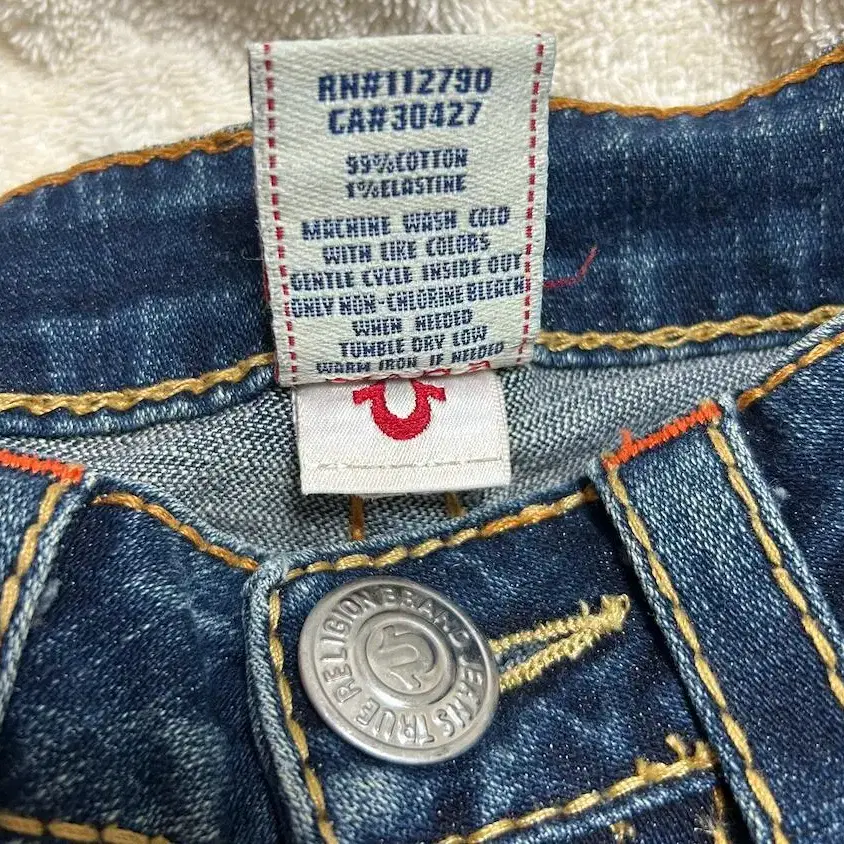 RN#112790
CA#30427
99%COTTON
1%ELASTINE
MACHINE WASH COLD
WITH LIKE COLORS
GENTLE CYCLE INSIDE OUT
ONLY NON-CHLORINE BLEACH
WHEN NEEDED
TUMBLE DRY LOW
WARM IRON IF NEEDED
TRUE RELIGION BRAND JEANS